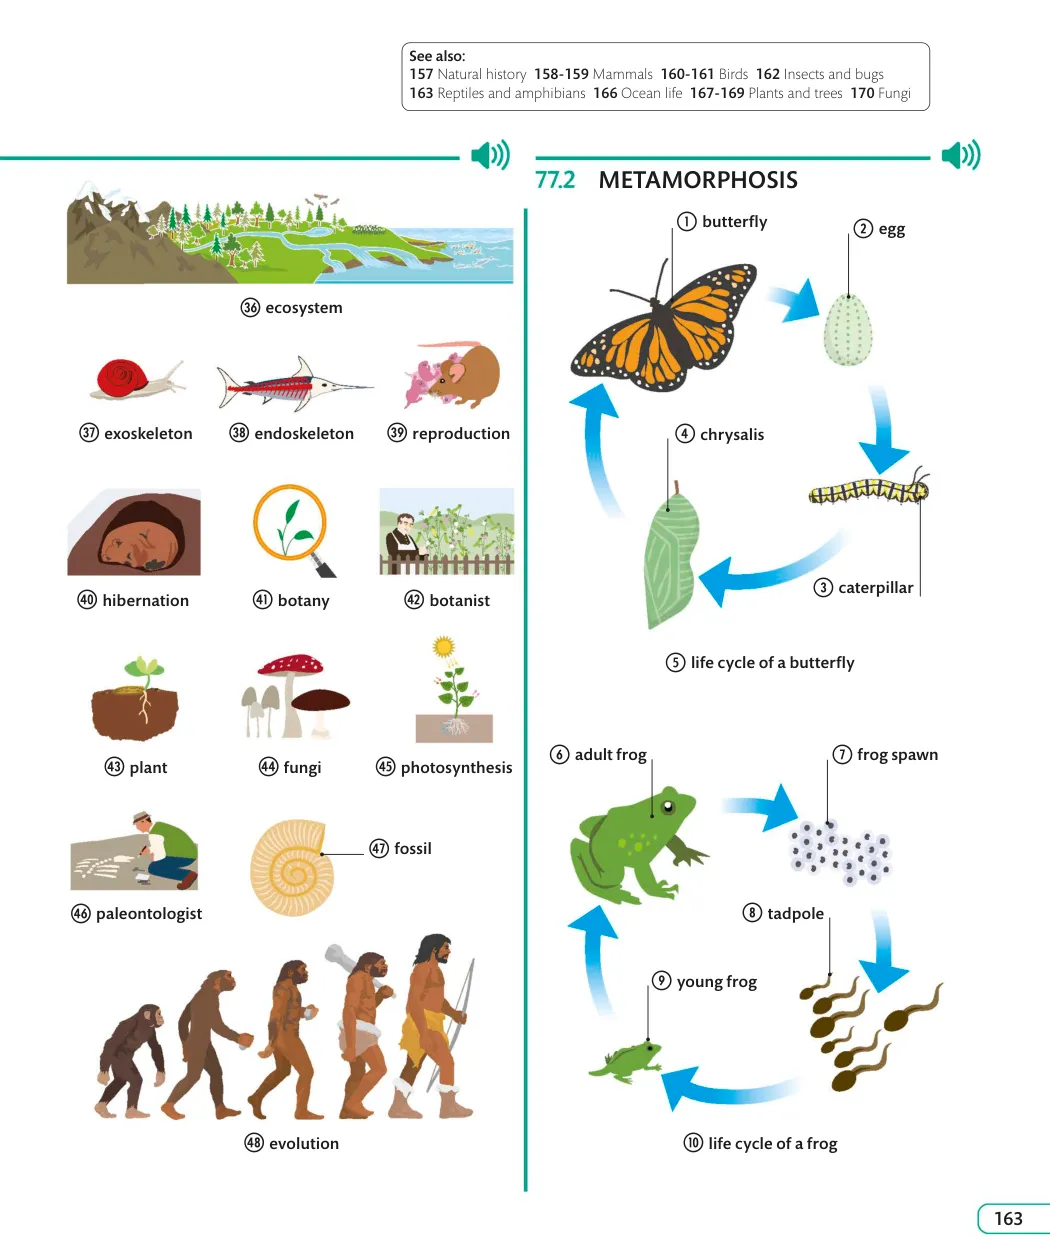 See also:
157 Natural history 158-159 Mammals 160-161 Birds 162 Insects and bugs
163 Reptiles and amphibians 166 Ocean life 167-169 Plants and trees 170 Fungi
36 ecosystem
37 exoskeleton
38 endoskeleton
39 reproduction
40 hibernation
41 botany
42 botanist
43 plant
44 fungi
45 photosynthesis
46 paleontologist
47 fossil
48 evolution
77.2 METAMORPHOSIS
1 butterfly
2 egg
3 caterpillar
4 chrysalis
5 life cycle of a butterfly
6 adult frog
7 frog spawn
8 tadpole
9 young frog
10 life cycle of a frog
163